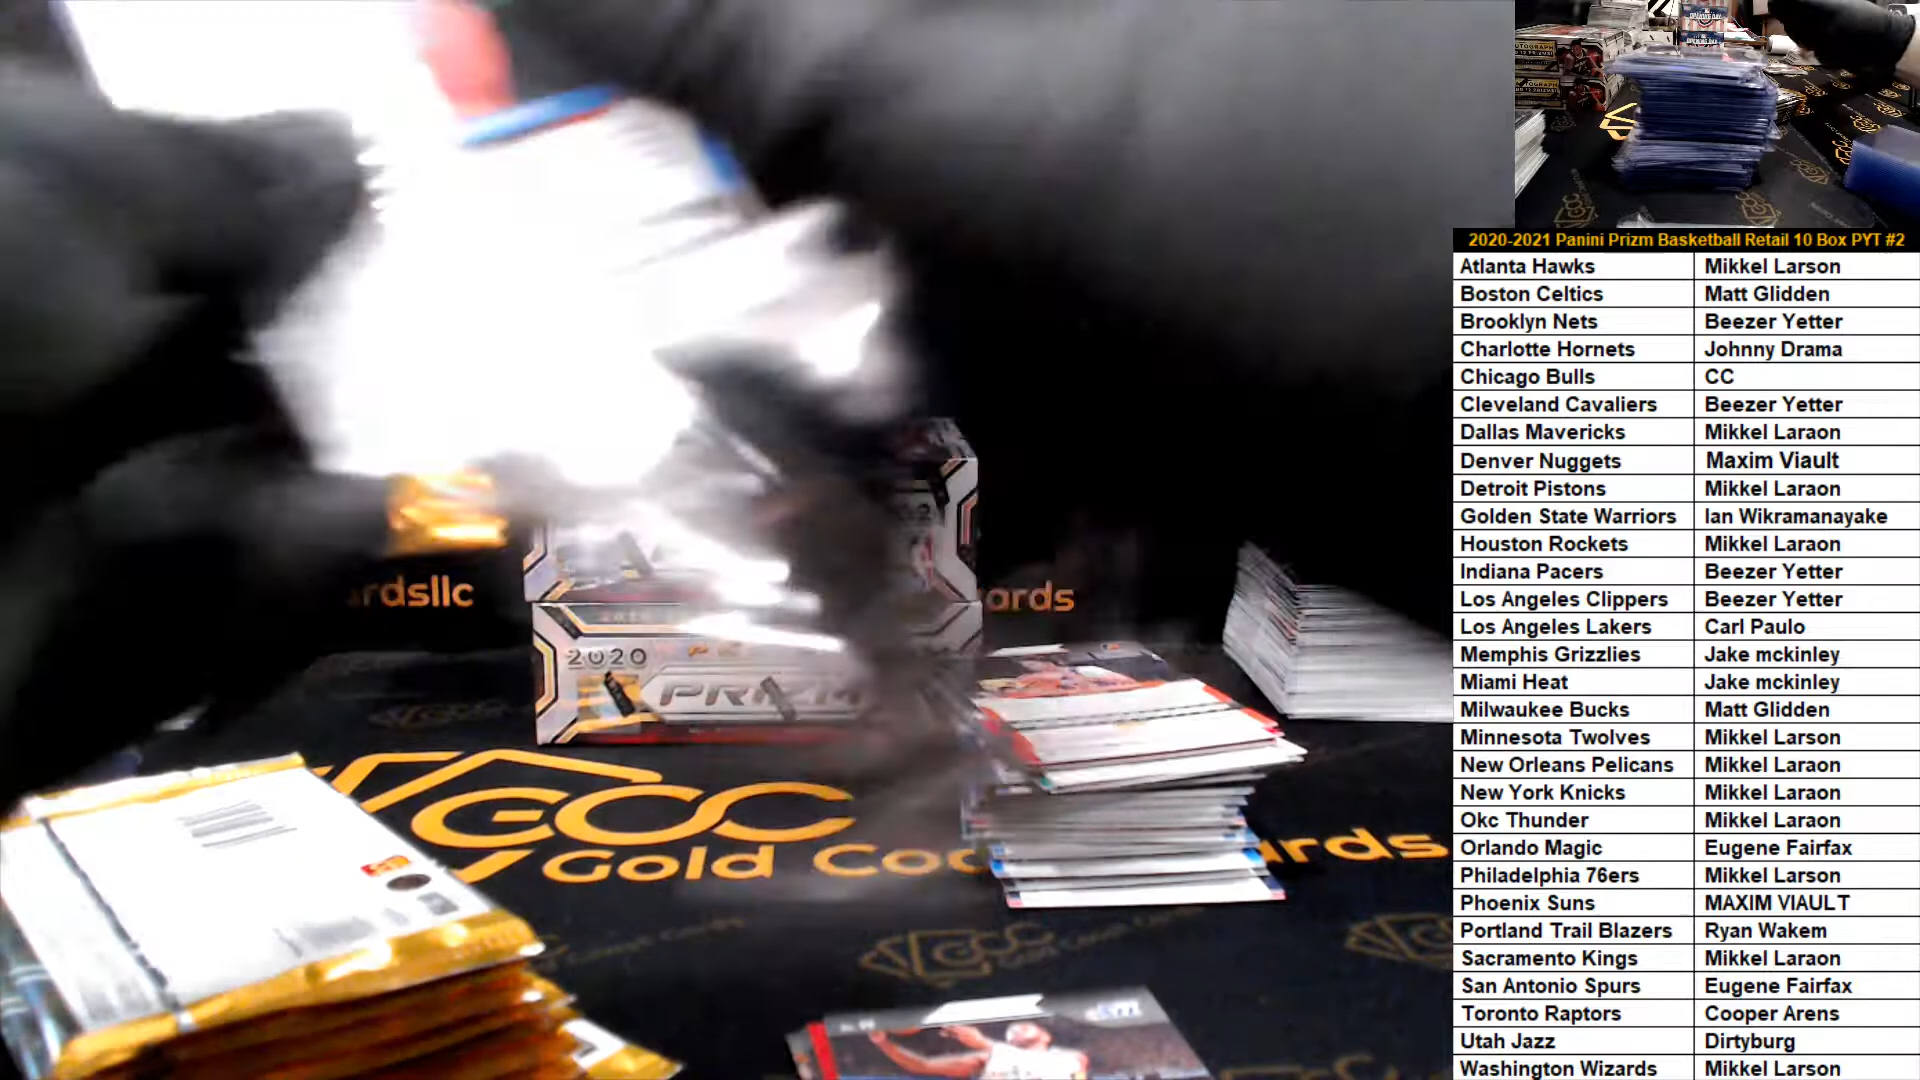 2020-2021 Panini Prizm Basketball Retail 10 Box PYT #2
Atlanta Hawks Mikkel Larson
Boston Celtics Matt Glidden
Brooklyn Nets Beezer Yetter
Charlotte Hornets Johnny Drama
Chicago Bulls CC
Cleveland Cavaliers Beezer Yetter
Dallas Mavericks Mikkel Laraon
Denver Nuggets Maxim Viault
Detroit Pistons Mikkel Laraon
Golden State Warriors Ian Wikramanayake
Houston Rockets Mikkel Laraon
Indiana Pacers Beezer Yetter
Los Angeles Clippers Beezer Yetter
Los Angeles Lakers Carl Paulo
Memphis Grizzlies Jake mckinley
Miami Heat Jake mckinley
Milwaukee Bucks Matt Glidden
Minnesota Twolves Mikkel Larson
New Orleans Pelicans Mikkel Laraon
New York Knicks Mikkel Laraon
Okc Thunder Mikkel Laraon
Orlando Magic Eugene Fairfax
Philadelphia 76ers Mikkel Larson
Phoenix Suns MAXIM VIAULT
Portland Trail Blazers Ryan Wakem
Sacramento Kings Mikkel Laraon
San Antonio Spurs Eugene Fairfax
Toronto Raptors Cooper Arens
Utah Jazz Dirtyburg
Washington Wizards Mikkel Larson
rdsllc
ards
2020
PRIZM
GCC
Gold Coa
ards